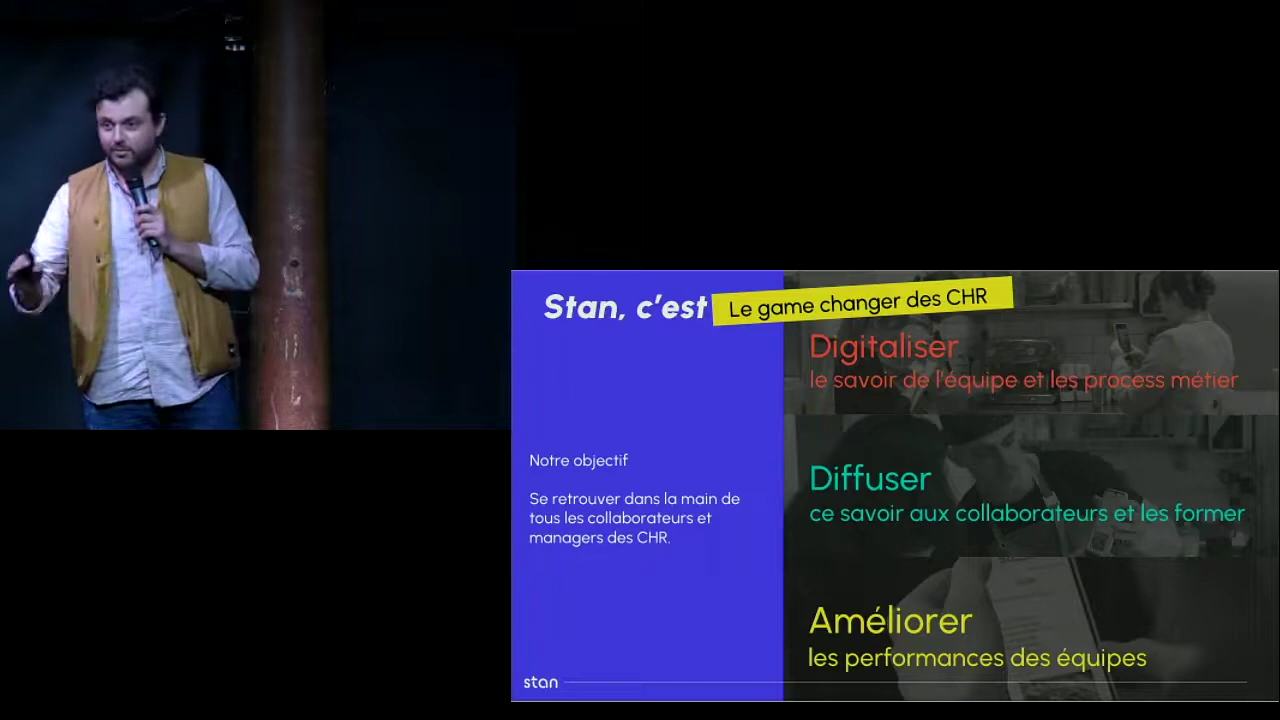 Stan, c'est
Le game changer des CHR
Digitaliser
le savoir de l'équipe et les process métier
Notre objectif
Se retrouver dans la main de
tous les collaborateurs et
managers des CHR.
Diffuser
ce savoir aux collaborateurs et les former
Améliorer
les performances des équipes
stan